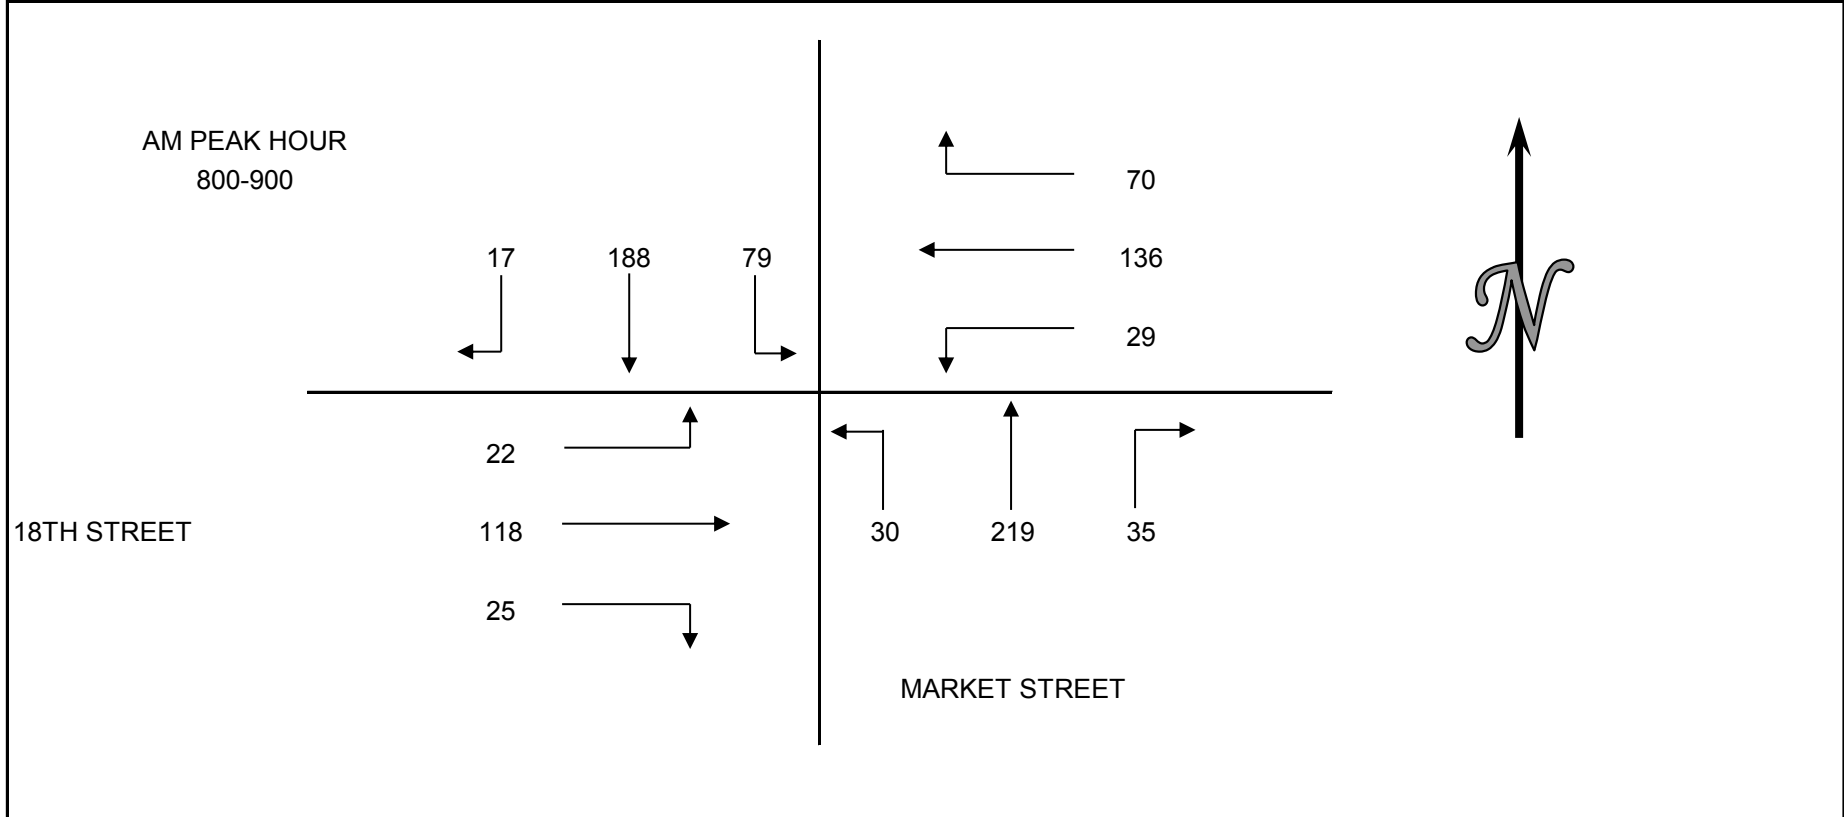 AM PEAK HOUR
800-900
70
17 188 79 136
29
22
18TH STREET 118 30 219 35
25
MARKET STREET
N